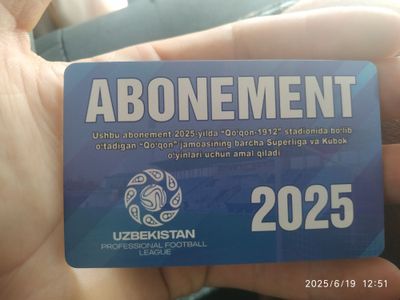 ABONEMENT
Ushbu abonement 2025-yilda "Qo'qon-1912" stadionida bo'lib
o'tadigan "Qo'qon" jamoasining barcha Superliga va Kubok
o'yinlari uchun amal qiladi
UZBEKISTAN
PROFESSIONAL FOOTBALL
LEAGUE
2025
2025/6/19 12:51